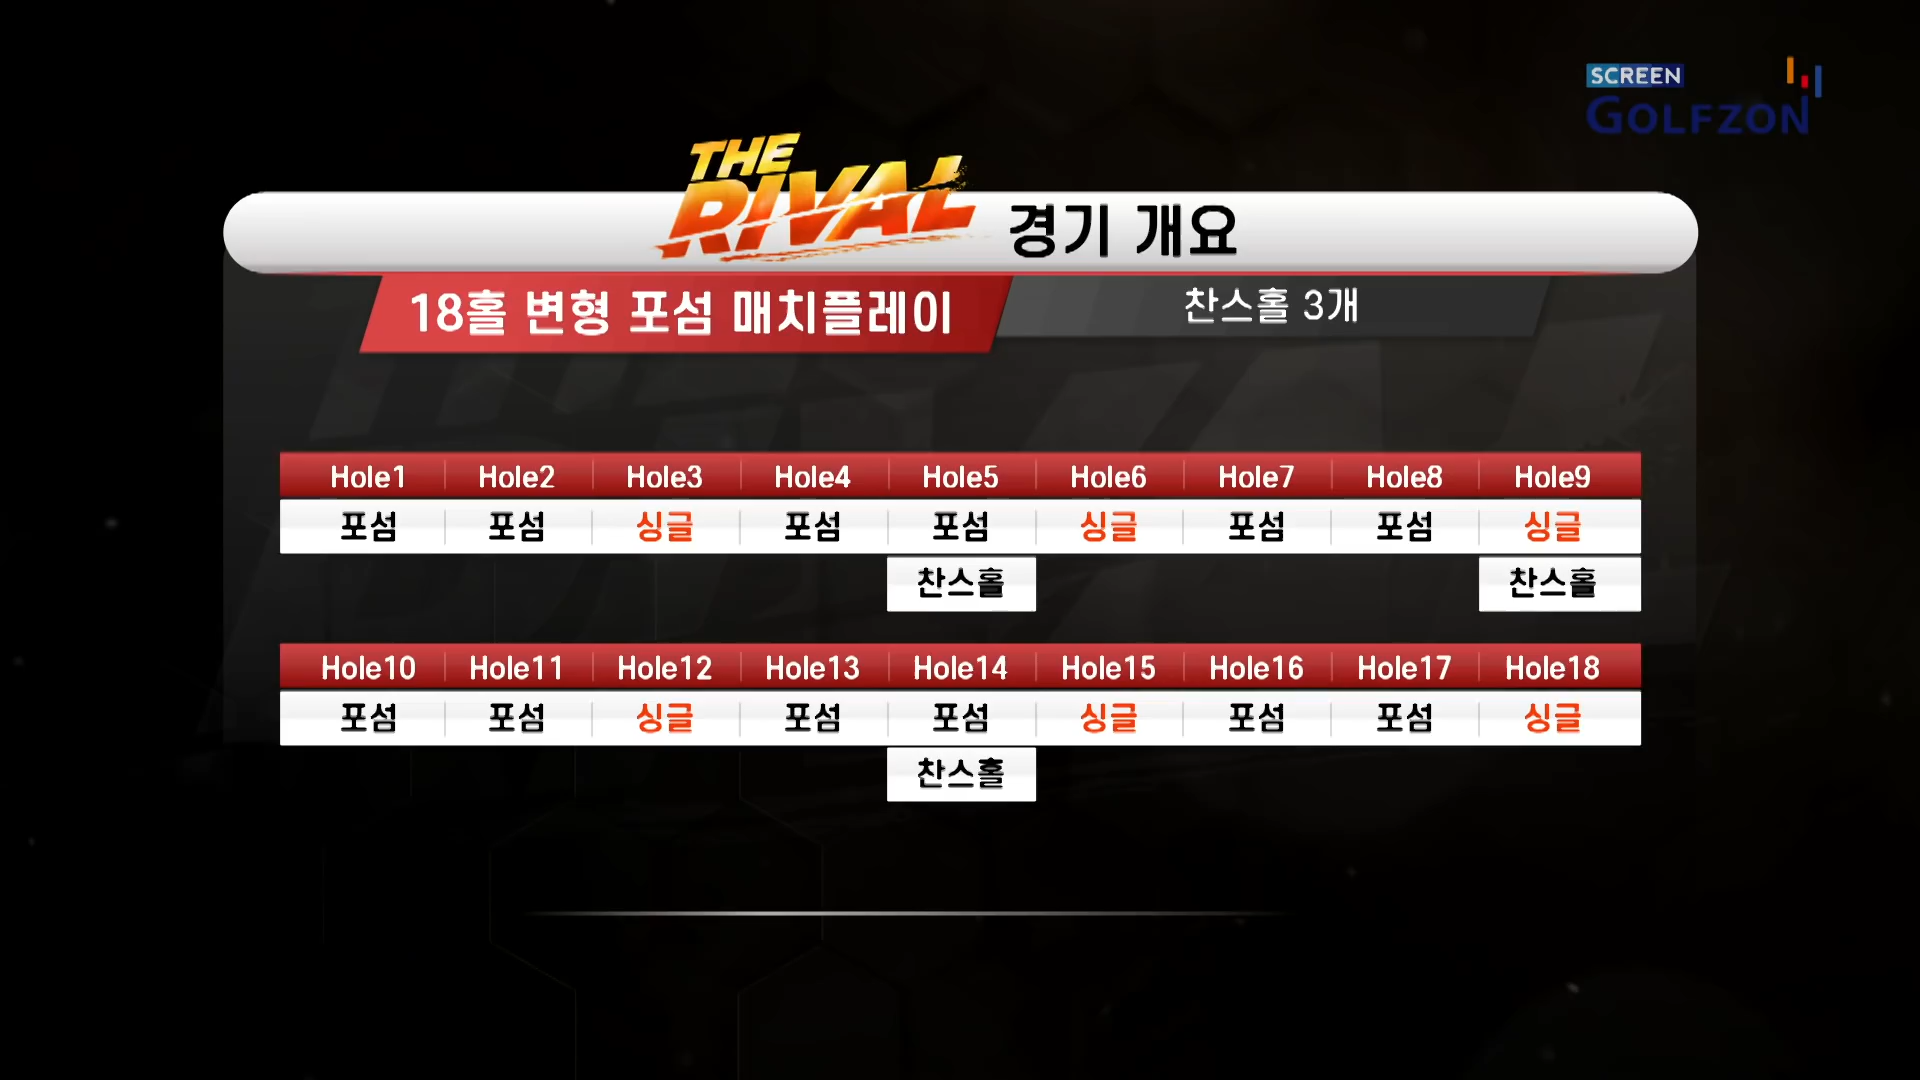 SCREEN
GOLFZON
THE
RIVAL 경기 개요
18홀 변형 포섬 매치플레이 찬스홀 3개
Hole1 Hole2 Hole3 Hole4 Hole5 Hole6 Hole7 Hole8 Hole9
포섬 포섬 싱글 포섬 포섬 싱글 포섬 포섬 싱글
찬스홀 찬스홀
Hole10 Hole11 Hole12 Hole13 Hole14 Hole15 Hole16 Hole17 Hole18
포섬 포섬 싱글 포섬 포섬 싱글 포섬 포섬 싱글
찬스홀